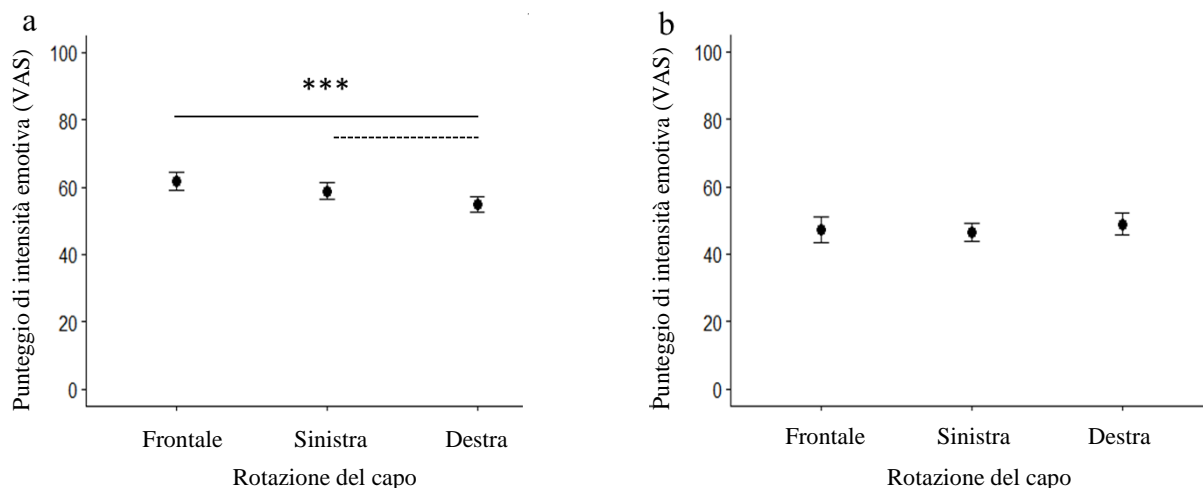 a
Punteggio di intensità emotiva (VAS)
100
80
60
40
20
0
***
Frontale Sinistra Destra
Rotazione del capo
b
Punteggio di intensità emotiva (VAS)
100
80
60
40
20
0
Frontale Sinistra Destra
Rotazione del capo